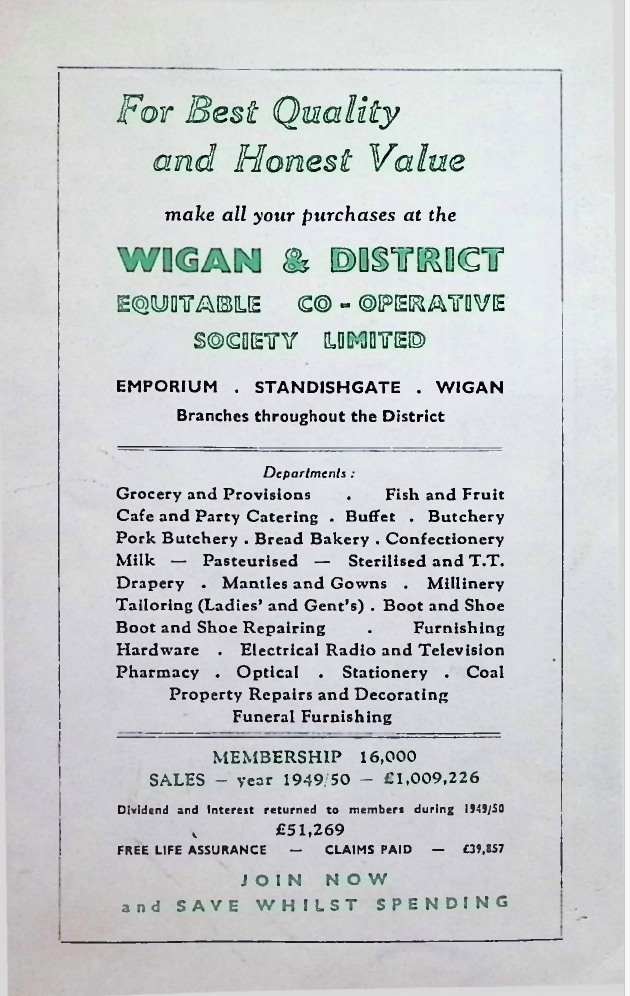 For Best Quality
and Honest Value
make all your purchases at the
WIGAN & DISTRICT
EQUITABLE CO-OPERATIVE
SOCIETY LIMITED
EMPORIUM . STANDISHGATE . WIGAN
Branches throughout the District
Departments:
Grocery and Provisions . Fish and Fruit
Cafe and Party Catering . Buffet . Butchery
Pork Butchery . Bread Bakery . Confectionery
Milk — Pasteurised — Sterilised and T.T.
Drapery . Mantles and Gowns . Millinery
Tailoring (Ladies' and Gent's) . Boot and Shoe
Boot and Shoe Repairing . Furnishing
Hardware . Electrical Radio and Television
Pharmacy . Optical . Stationery . Coal
Property Repairs and Decorating
Funeral Furnishing
MEMBERSHIP 16,000
SALES — year 1949/50 — £1,009,226
Dividend and Interest returned to members during 1949/50
£51,269
FREE LIFE ASSURANCE — CLAIMS PAID — £39,857
JOIN NOW
and SAVE WHILST SPENDING